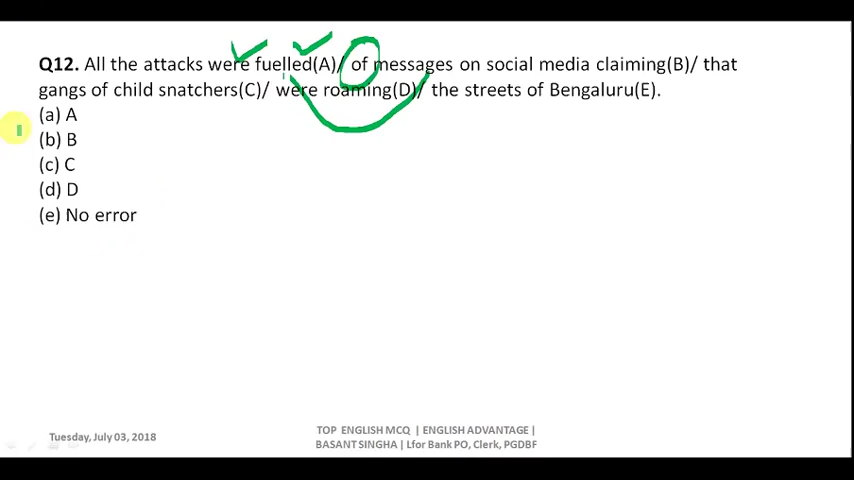 Q12. All the attacks were fuelled(A)/ of messages on social media claiming(B)/ that
gangs of child snatchers(C)/ were roaming(D)/ the streets of Bengaluru(E).
(a) A
(b) B
(c) C
(d) D
(e) No error
Tuesday, July 03, 2018
TOP ENGLISH MCQ | ENGLISH ADVANTAGE |
BASANT SINGHA | Lfor Bank PO, Clerk, PGDBF